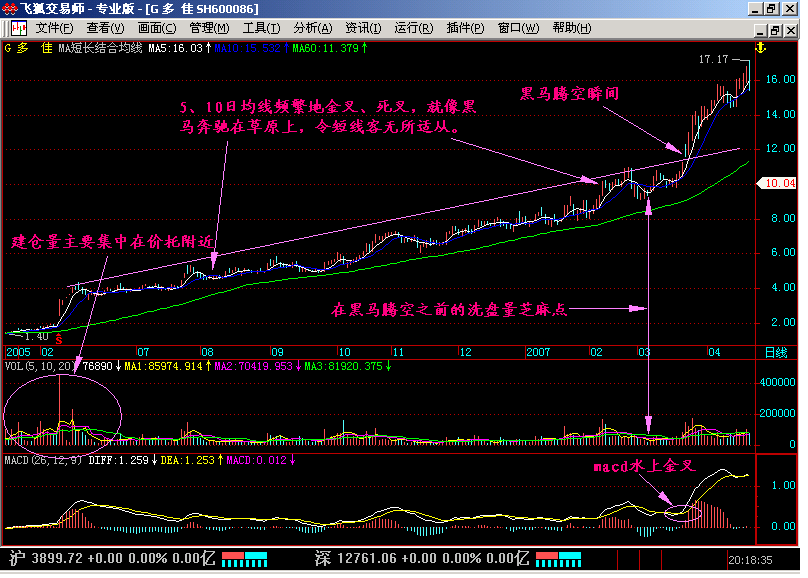 飞狐交易师 - 专业版 - [G 多 佳 SH600086]
文件(F) 查看(V) 画面(C) 管理(M) 工具(T) 分析(A) 资讯(I) 运行(R) 插件(P) 窗口(W) 帮助(H)
G 多 佳 MA短长结合均线 MA5:16.03↑ MA10:15.532↑ MA60:11.379↑
17.17
16.00
黑马腾空瞬间
5、10日均线频繁地金叉、死叉,就像黑
马奔驰在草原上,令短线客无所适从。
14.00
12.00
10.04
8.00
建仓量主要集中在价托附近
6.00
4.00
在黑马腾空之前的洗盘量芝麻点
2.00
1.40
S
2005 02 07 08 09 10 11 12 2007 02 03 04 日线
VOL(5,10,20) 76890↓ MA1:85974.914↑ MA2:70419.953↓ MA3:81920.375↓
400000
200000
0
MACD(26,12,9) DIFF:1.259↓ DEA:1.253↑ MACD:0.012↓
macd水上金叉
1.00
0.00
沪 3899.72 +0.00 0.00% 0.00亿 深 12761.06 +0.00 0.00% 0.00亿 20:18:35